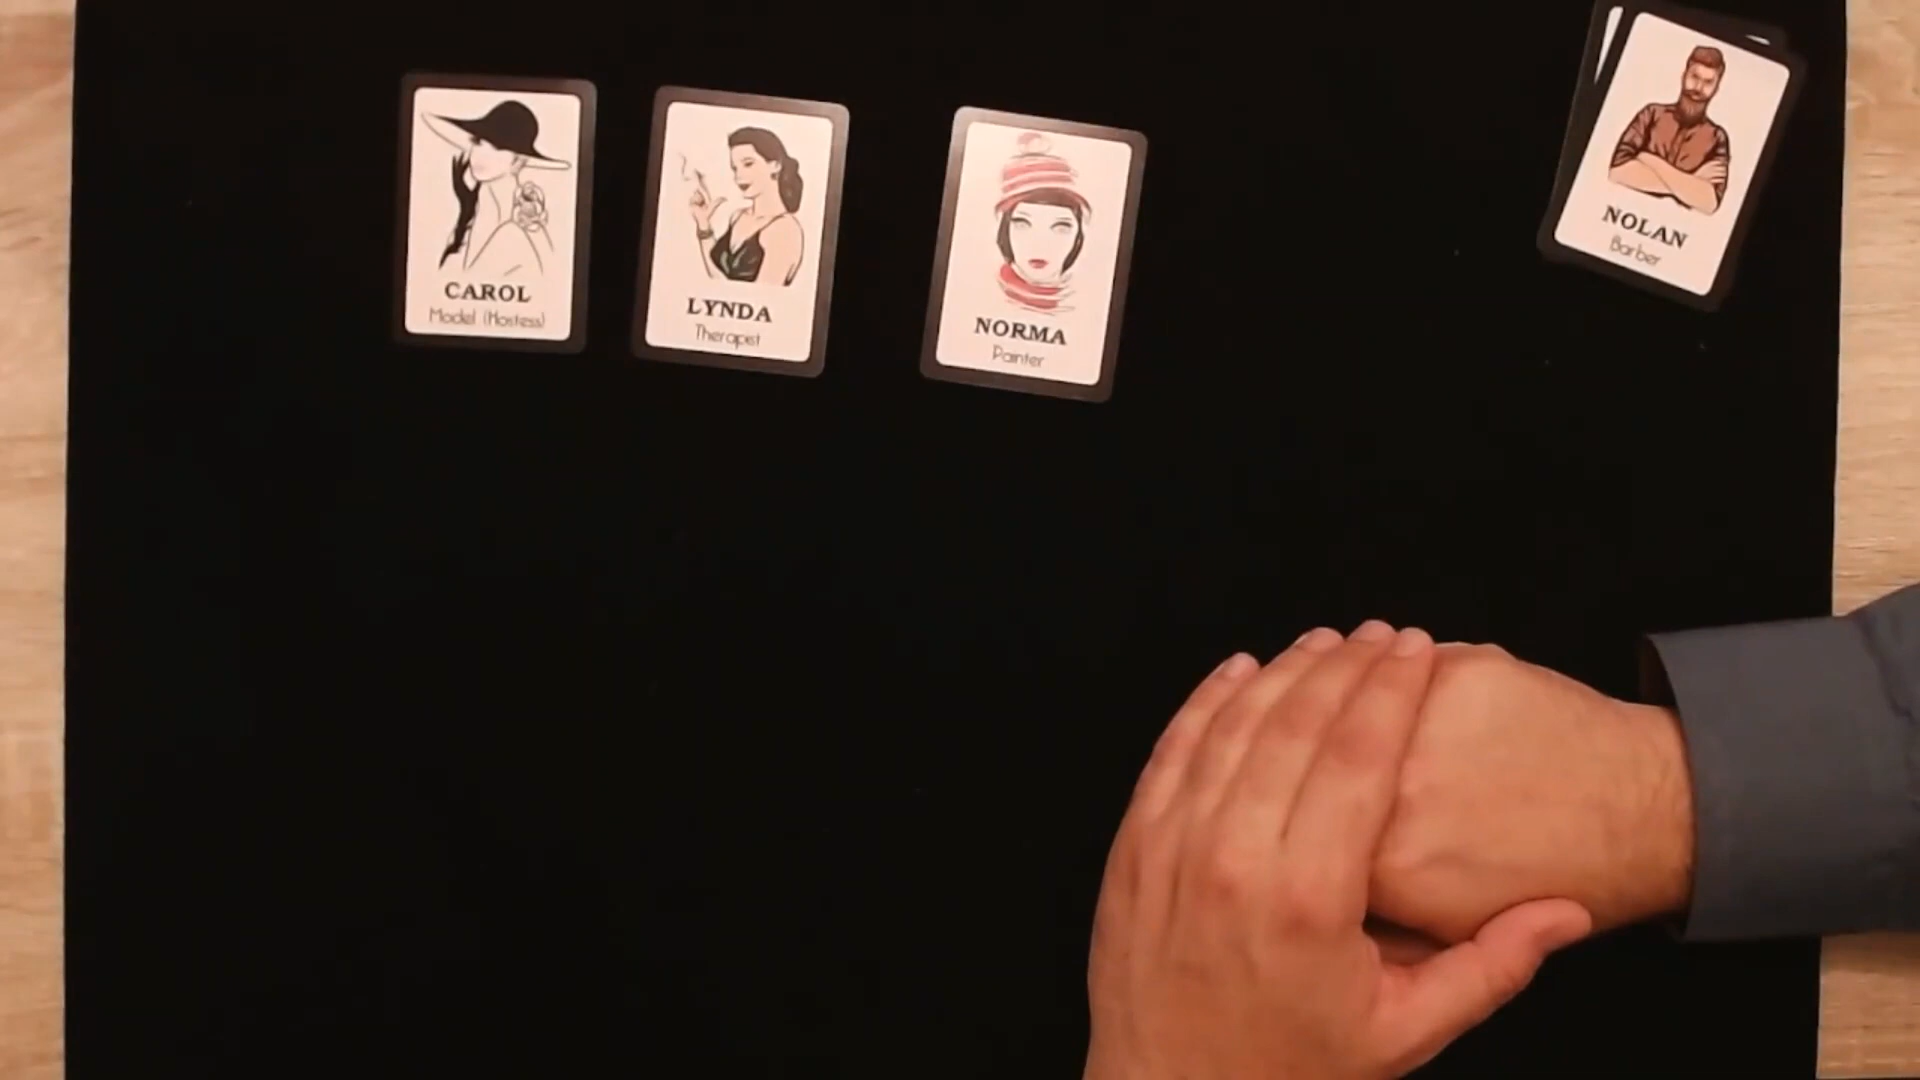 CAROL
Model (Hostess)
LYNDA
Therapist
NORMA
Painter
NOLAN
Barber